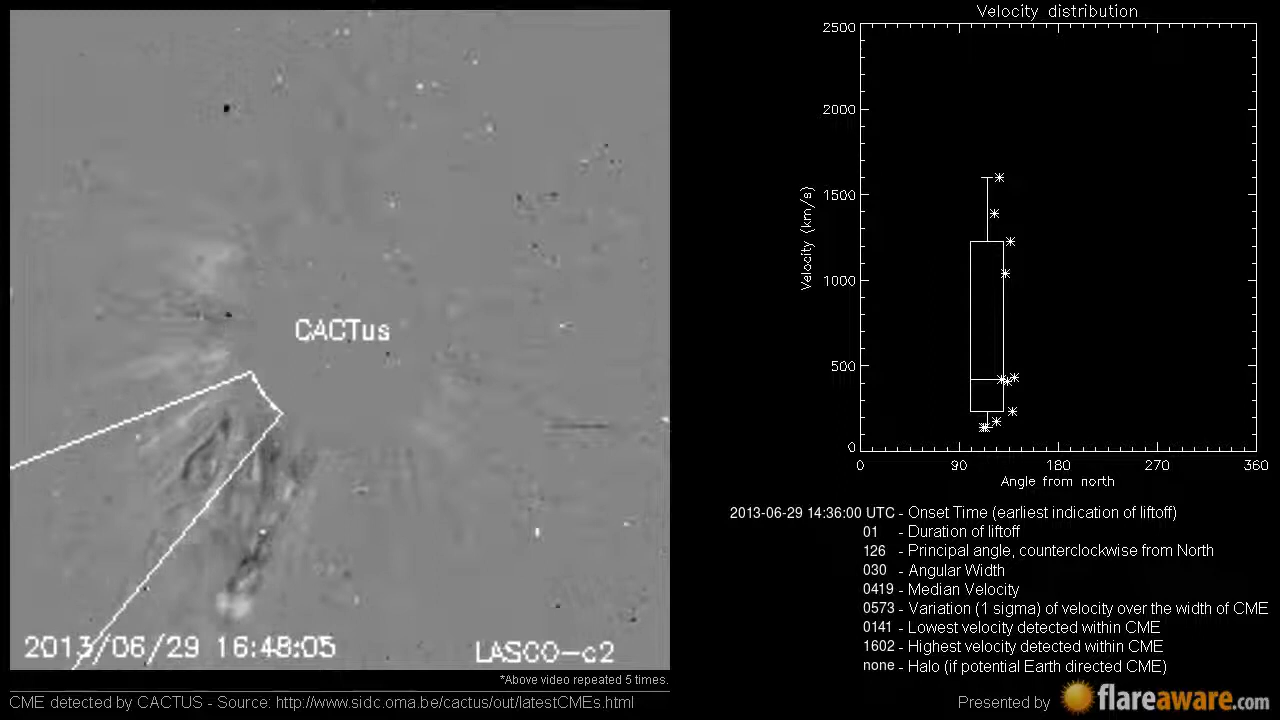 Velocity distribution
2500
2000
1500
1000
500
0
Velocity (km/s)
0 90 180 270 360
Angle from north
CACTus
2013/06/29 16:48:05
LASCO-c2
*Above video repeated 5 times.
CME detected by CACTUS - Source: http://www.sidc.oma.be/cactus/out/latestCMEs.html
2013-06-29 14:36:00 UTC - Onset Time (earliest indication of liftoff)
01 - Duration of liftoff
126 - Principal angle, counterclockwise from North
030 - Angular Width
0419 - Median Velocity
0573 - Variation (1 sigma) of velocity over the width of CME
0141 - Lowest velocity detected within CME
1602 - Highest velocity detected within CME
none - Halo (if potential Earth directed CME)
Presented by flareaware.com